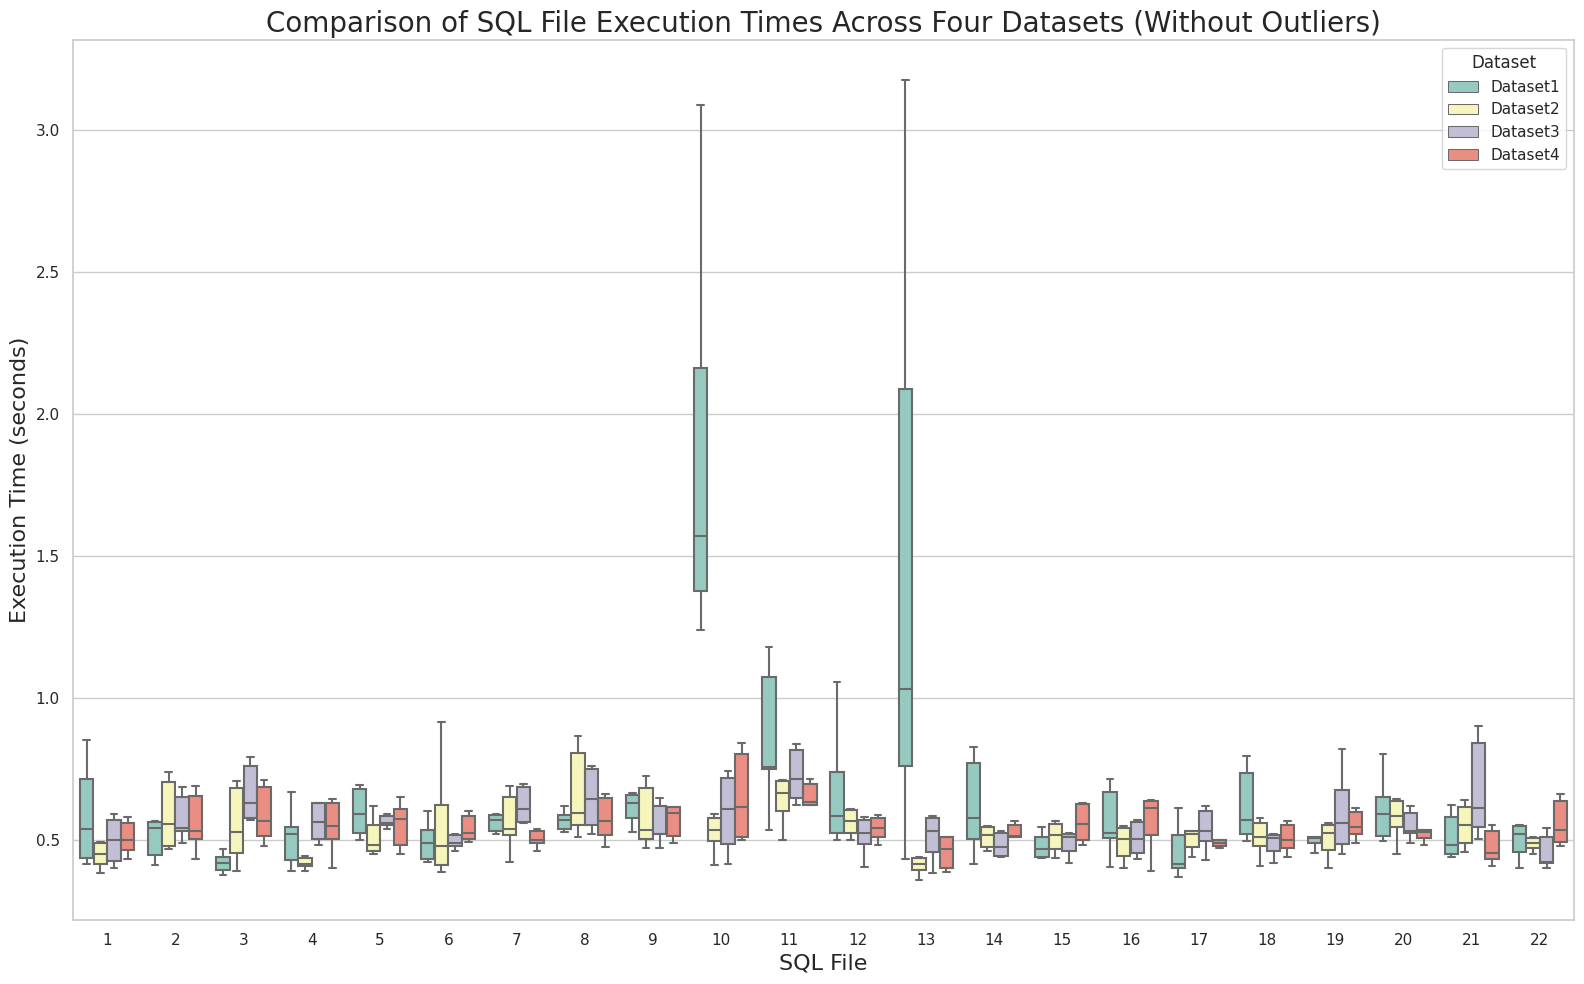 Comparison of SQL File Execution Times Across Four Datasets (Without Outliers)
Dataset
Dataset1
Dataset2
Dataset3
Dataset4
Execution Time (seconds)
3.0
2.5
2.0
1.5
1.0
0.5
1 2 3 4 5 6 7 8 9 10 11 12 13 14 15 16 17 18 19 20 21 22
SQL File